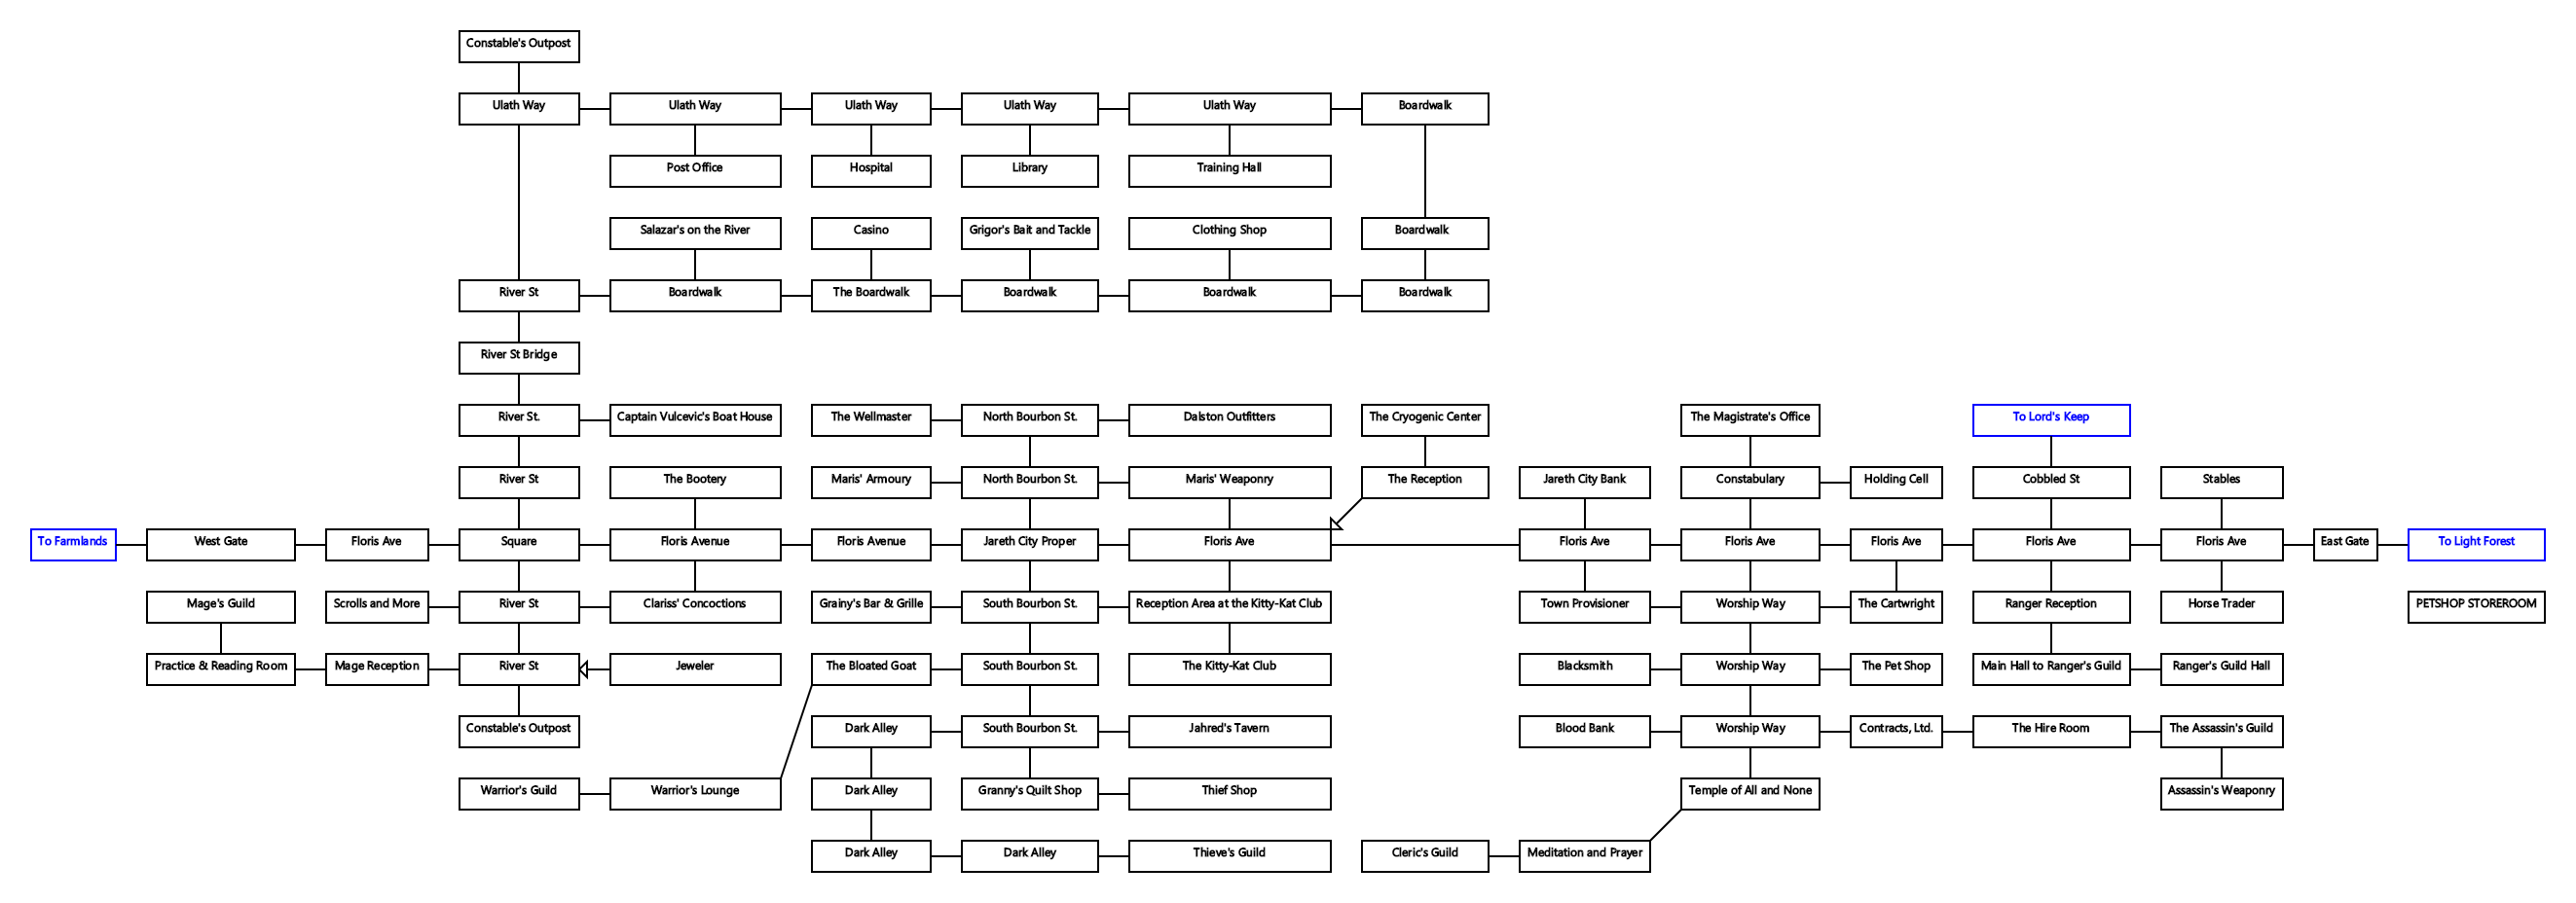 Constable's Outpost
Ulath Way
Ulath Way
Ulath Way
Ulath Way
Ulath Way
Boardwalk
Post Office
Hospital
Library
Training Hall
Salazar's on the River
Casino
Grigor's Bait and Tackle
Clothing Shop
Boardwalk
River St
Boardwalk
The Boardwalk
Boardwalk
Boardwalk
Boardwalk
River St Bridge
River St.
Captain Vulcevic's Boat House
The Wellmaster
North Bourbon St.
Dalston Outfitters
The Cryogenic Center
The Magistrate's Office
To Lord's Keep
River St
The Bootery
Maris' Armoury
North Bourbon St.
Maris' Weaponry
The Reception
Jareth City Bank
Constabulary
Holding Cell
Cobbled St
Stables
To Farmlands
West Gate
Floris Ave
Square
Floris Avenue
Floris Avenue
Jareth City Proper
Floris Ave
Floris Ave
Floris Ave
Floris Ave
Floris Ave
Floris Ave
East Gate
To Light Forest
Mage's Guild
Scrolls and More
River St
Clariss' Concoctions
Grainy's Bar & Grille
South Bourbon St.
Reception Area at the Kitty-Kat Club
Town Provisioner
Worship Way
The Cartwright
Ranger Reception
Horse Trader
PETSHOP STOREROOM
Practice & Reading Room
Mage Reception
River St
Jeweler
The Bloated Goat
South Bourbon St.
The Kitty-Kat Club
Blacksmith
Worship Way
The Pet Shop
Main Hall to Ranger's Guild
Ranger's Guild Hall
Constable's Outpost
Dark Alley
South Bourbon St.
Jahred's Tavern
Blood Bank
Worship Way
Contracts, Ltd.
The Hire Room
The Assassin's Guild
Warrior's Guild
Warrior's Lounge
Dark Alley
Granny's Quilt Shop
Thief Shop
Temple of All and None
Assassin's Weaponry
Dark Alley
Dark Alley
Thieve's Guild
Cleric's Guild
Meditation and Prayer